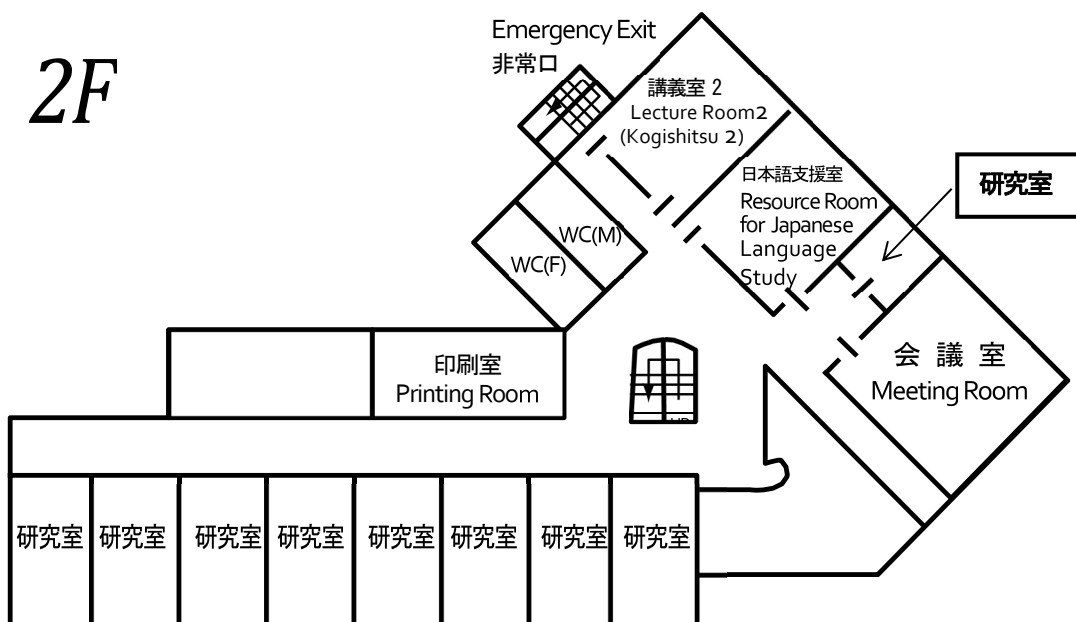 2F
Emergency Exit
非常口
講義室 2
Lecture Room2
(Kogishitsu 2)
日本語支援室
Resource Room
for Japanese
Language
Study
研究室
WC(M)
WC(F)
会 議 室
Meeting Room
印刷室
Printing Room
研究室
研究室
研究室
研究室
研究室
研究室
研究室
研究室